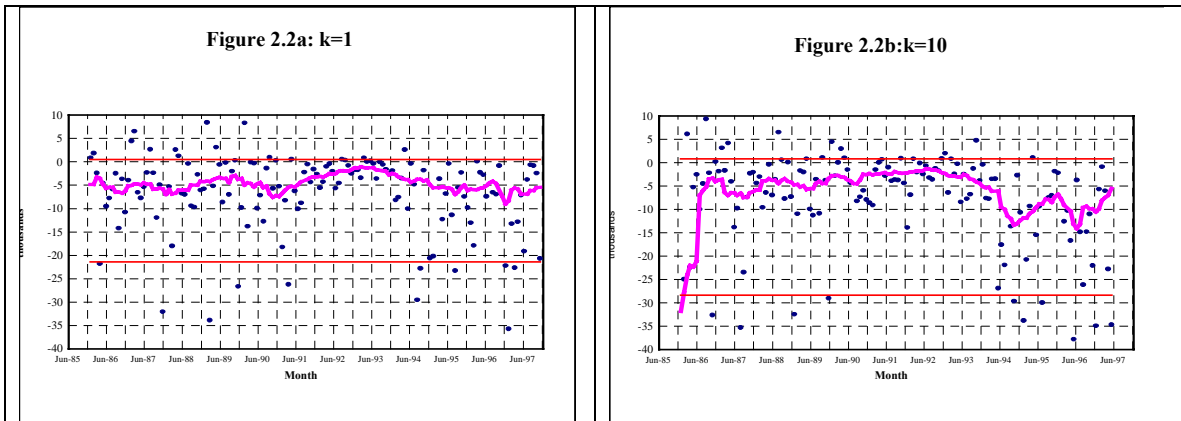 Figure 2.2a: k=1
10
5
0
-5
-10
-15
-20
-25
-30
-35
-40
thousands
Jun-85 Jun-86 Jun-87 Jun-88 Jun-89 Jun-90 Jun-91 Jun-92 Jun-93 Jun-94 Jun-95 Jun-96 Jun-97
Month
Figure 2.2b:k=10
10
5
0
-5
-10
-15
-20
-25
-30
-35
-40
thousands
Jun-85 Jun-86 Jun-87 Jun-88 Jun-89 Jun-90 Jun-91 Jun-92 Jun-93 Jun-94 Jun-95 Jun-96 Jun-97
Month